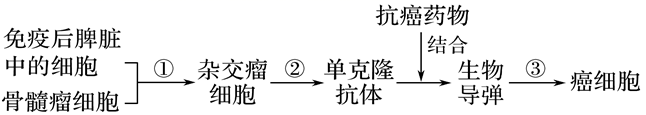 抗癌药物
结合
免疫后脾脏
中的细胞
骨髓瘤细胞
①
杂交瘤
细胞
②
单克隆
抗体
生物
导弹
③
癌细胞